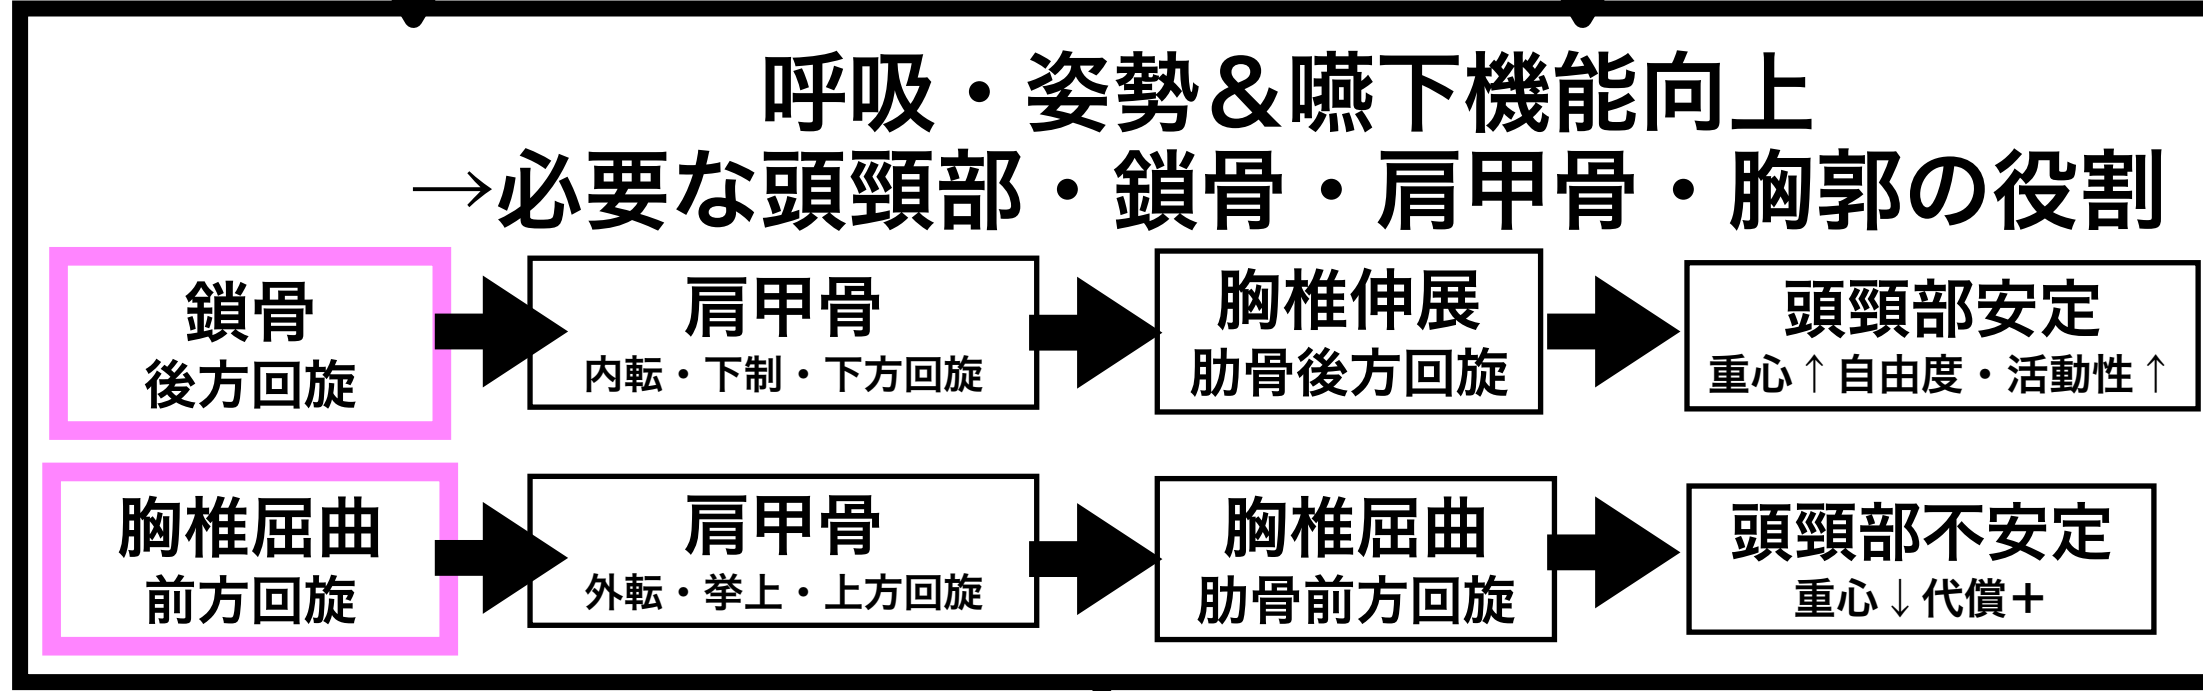 呼吸・姿勢＆嚥下機能向上
→必要な頭頸部・鎖骨・肩甲骨・胸郭の役割
鎖骨
後方回旋
肩甲骨
内転・下制・下方回旋
胸椎伸展
肋骨後方回旋
頭頸部安定
重心↑自由度・活動性↑
胸椎屈曲
前方回旋
肩甲骨
外転・挙上・上方回旋
胸椎屈曲
肋骨前方回旋
頭頸部不安定
重心↓代償＋